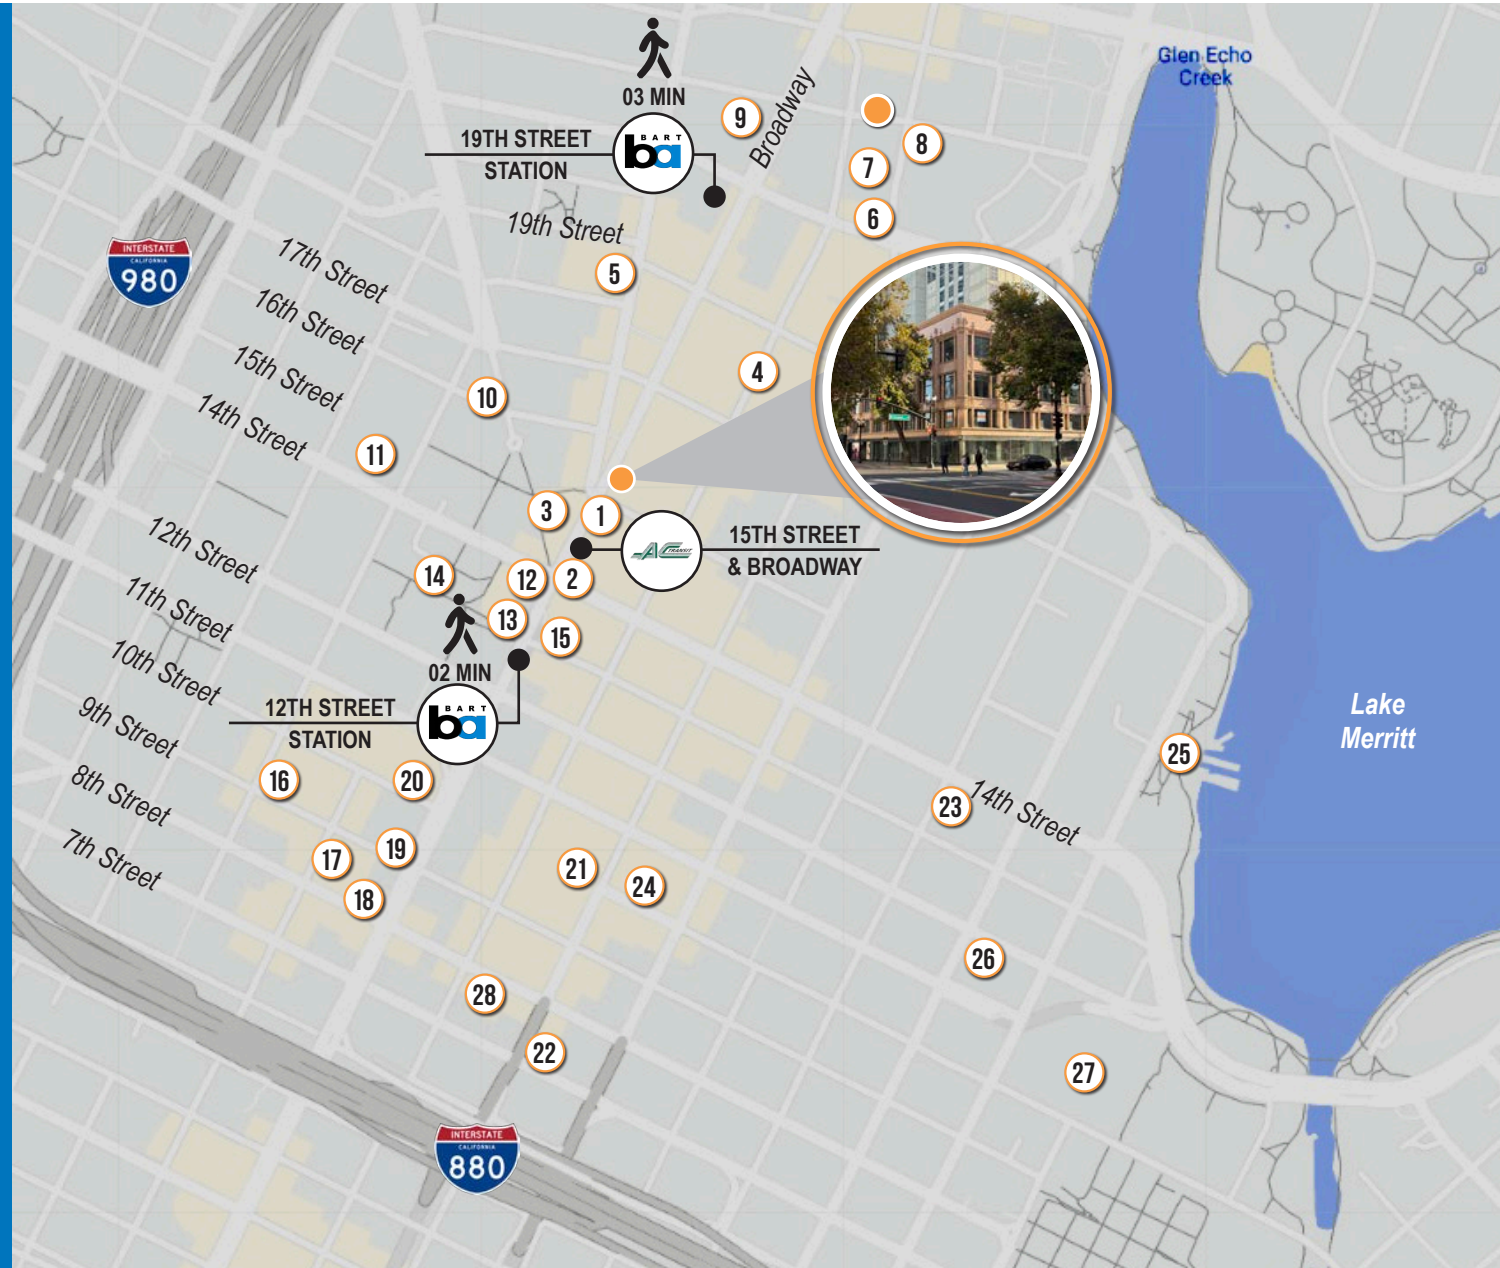 Glen Echo
Creek
03 MIN
BART
ba
19TH STREET
STATION
Broadway
9
8
7
6
19th Street
5
INTERSTATE
CALIFORNIA
980
17th Street
16th Street
15th Street
14th Street
4
10
11
3
1
AC
TRANSIT
15TH STREET
& BROADWAY
12th Street
11th Street
10th Street
9th Street
8th Street
7th Street
14
12
2
13
15
02 MIN
BART
ba
12TH STREET
STATION
Lake
Merritt
25
16
20
23
14th Street
17
19
18
21
24
26
28
22
27
INTERSTATE
CALIFORNIA
880